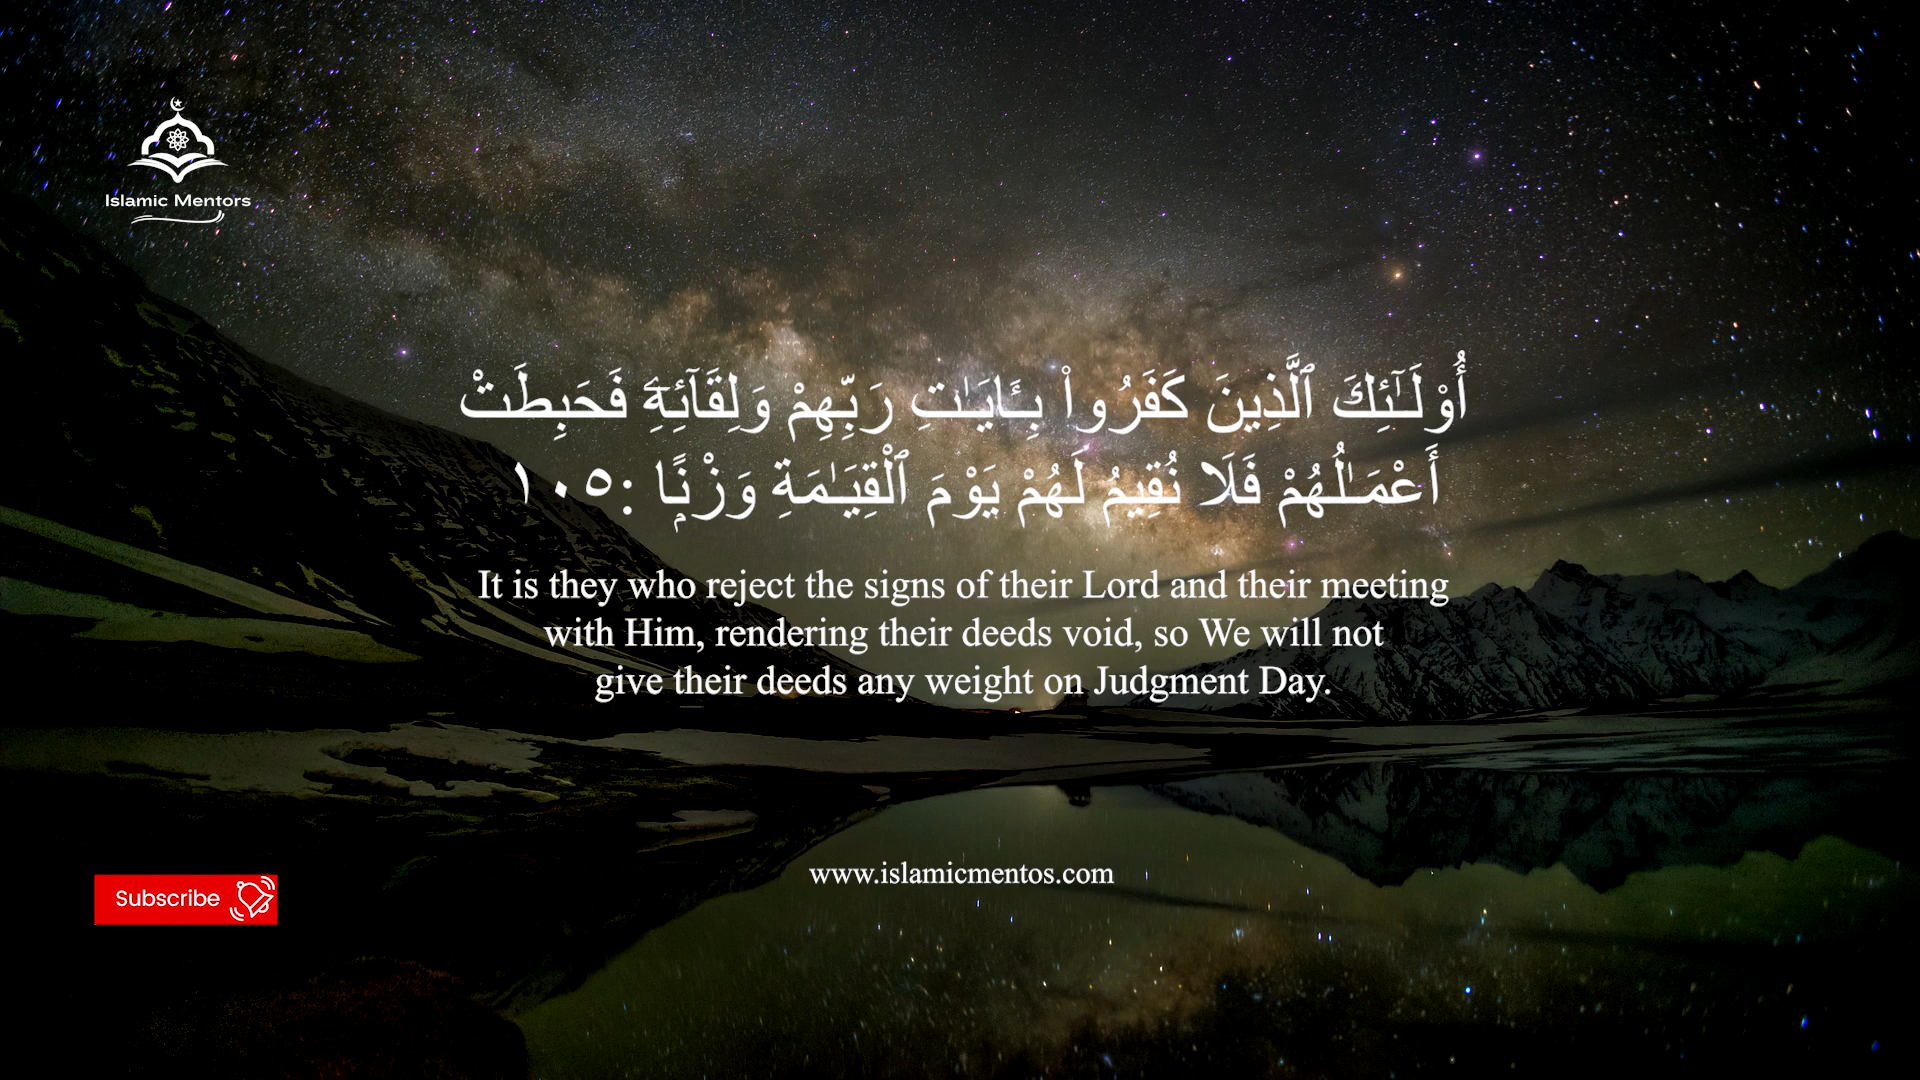 Islamic Mentors
أُوْلَـٰٓئِكَ ٱلَّذِينَ كَفَرُواْ بِـَٔايَـٰتِ رَبِّهِمْ وَلِقَآئِهِۦ فَحَبِطَتْ
أَعْمَـٰلُهُمْ فَلَا نُقِيمُ لَهُمْ يَوْمَ ٱلْقِيَـٰمَةِ وَزْنًۭا :١٠٥
It is they who reject the signs of their Lord and their meeting
with Him, rendering their deeds void, so We will not
give their deeds any weight on Judgment Day.
www.islamicmentos.com
Subscribe